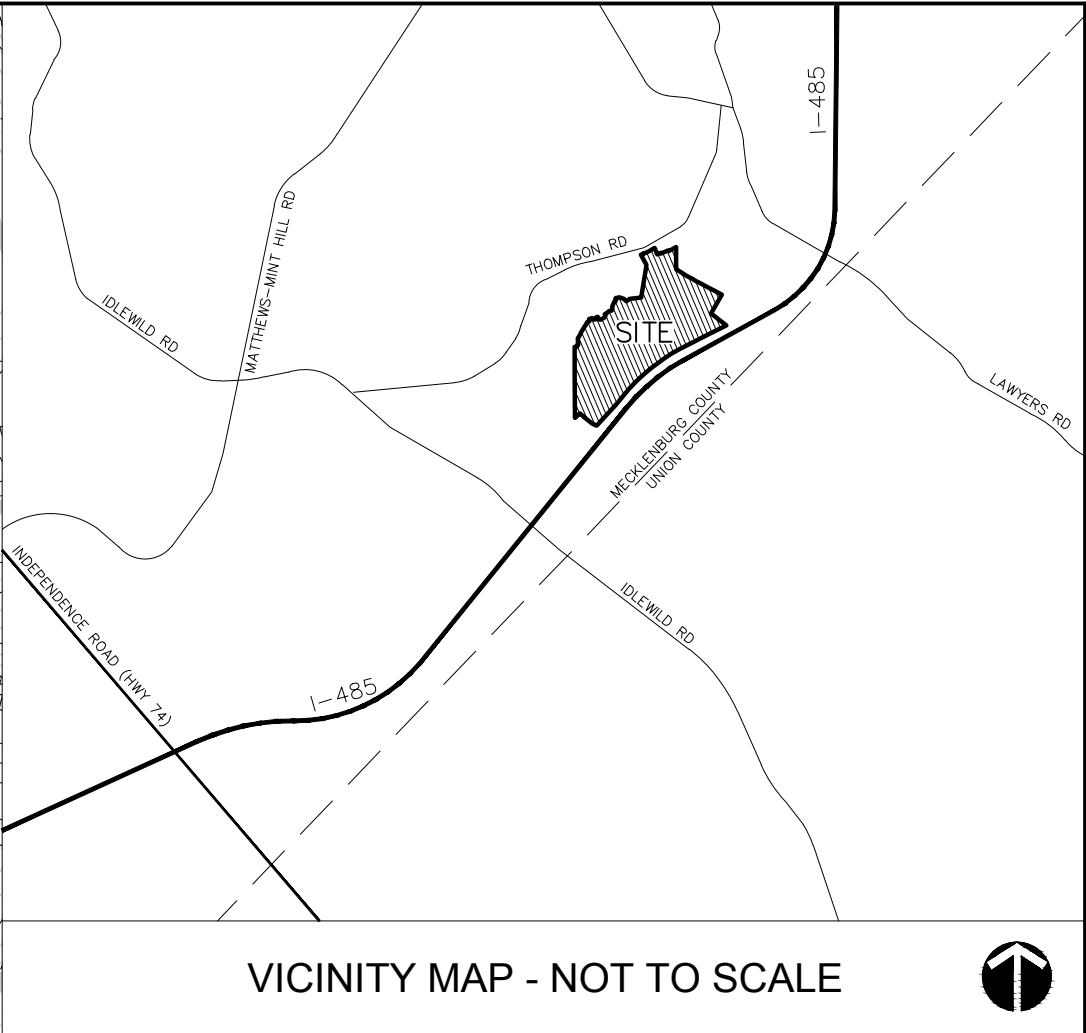 I-485
MATTHEWS-MINT HILL RD
THOMPSON RD
IDLEWILD RD
SITE
MECKLENBURG COUNTY
UNION COUNTY
LAWYERS RD
INDEPENDENCE ROAD (HWY 74)
IDLEWILD RD
I-485
VICINITY MAP - NOT TO SCALE